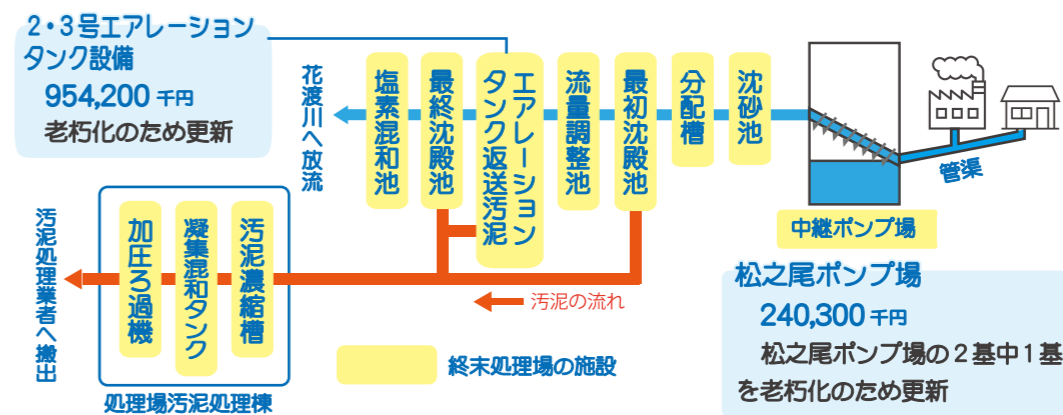 2・3号エアレーション
タンク設備
954,200 千円
老朽化のため更新
花渡川へ放流
塩素混和池
最終沈殿池
エアレーション
タンク返送汚泥
流量調整池
最初沈殿池
分配槽
沈砂池
管渠
中継ポンプ場
松之尾ポンプ場
240,300 千円
松之尾ポンプ場の2基中1基
を老朽化のため更新
汚泥処理業者へ搬出
加圧ろ過機
凝集混和タンク
汚泥濃縮槽
処理場汚泥処理棟
汚泥の流れ
終末処理場の施設